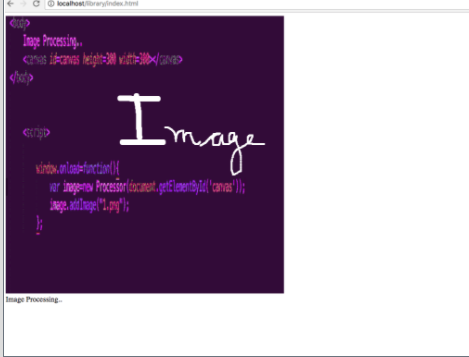 localhost/library/index.html
<body>
Image Processing..
<canvas id=canvas height=300 width=300></canvas>
</body>
Image
<script>
window.onload=function(){
var image=new Processor(document.getElementById('canvas'));
image.addImage("1.png");
};
Image Processing..